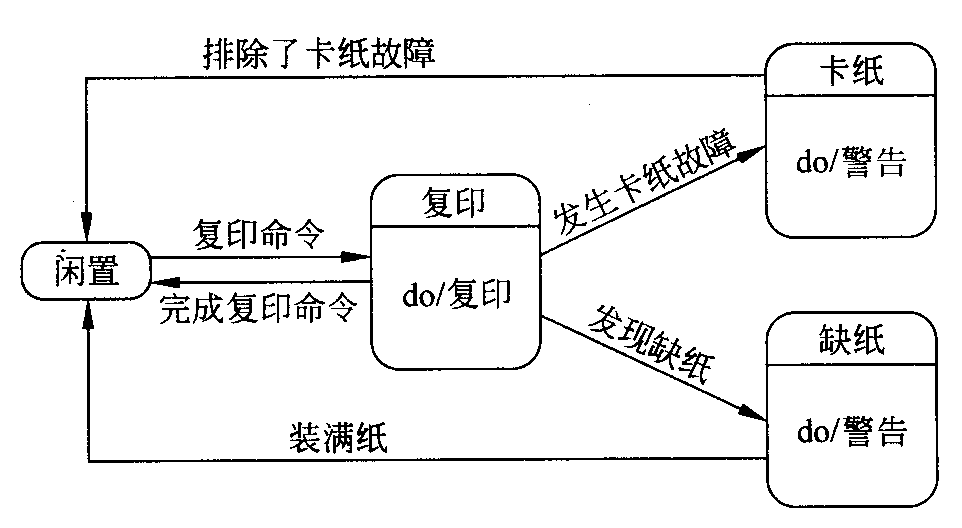 排除了卡纸故障
卡纸
do/警告
发生卡纸故障
复印
do/复印
复印命令
闲置
完成复印命令
发现缺纸
缺纸
do/警告
装满纸